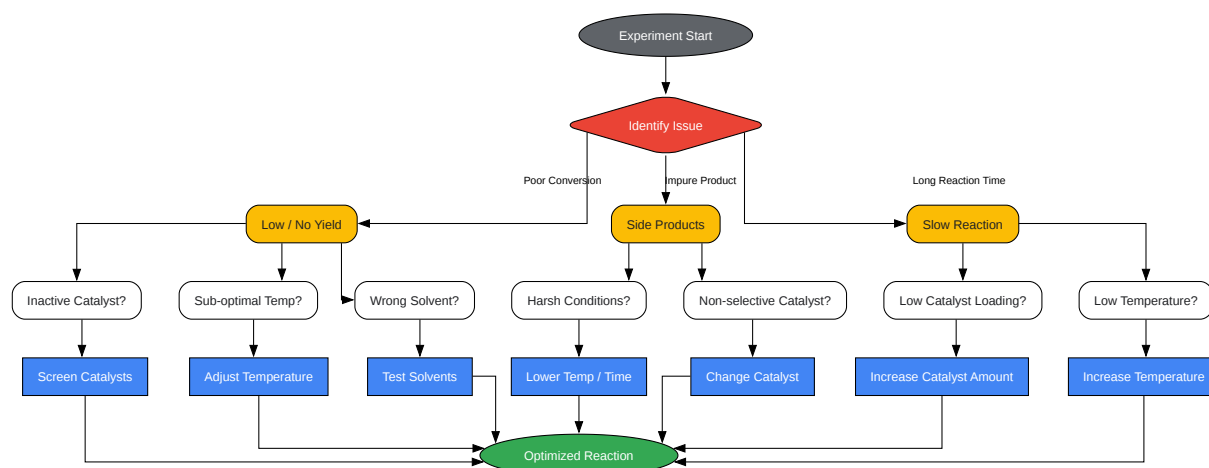 Experiment Start
Identify Issue
Poor Conversion
Impure Product
Long Reaction Time
Low / No Yield
Side Products
Slow Reaction
Inactive Catalyst?
Sub-optimal Temp?
Wrong Solvent?
Harsh Conditions?
Non-selective Catalyst?
Low Catalyst Loading?
Low Temperature?
Screen Catalysts
Adjust Temperature
Test Solvents
Lower Temp / Time
Change Catalyst
Increase Catalyst Amount
Increase Temperature
Optimized Reaction